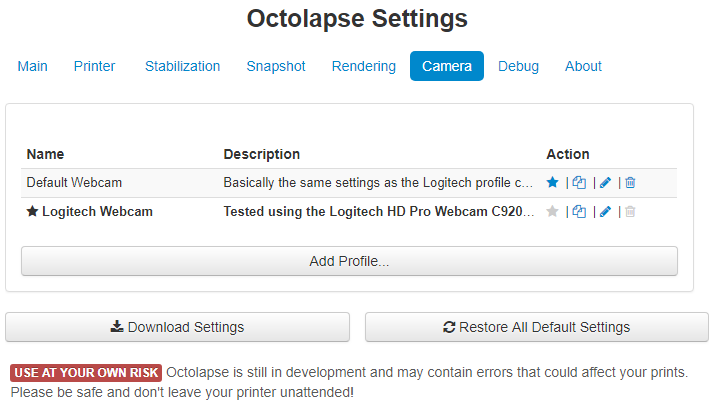 Octolapse Settings
Main Printer Stabilization Snapshot Rendering Camera Debug About
Name Description Action
Default Webcam Basically the same settings as the Logitech profile c... | | |
Logitech Webcam Tested using the Logitech HD Pro Webcam C920... | | |
Add Profile...
Download Settings Restore All Default Settings
USE AT YOUR OWN RISK Octolapse is still in development and may contain errors that could affect your prints.
Please be safe and don't leave your printer unattended!